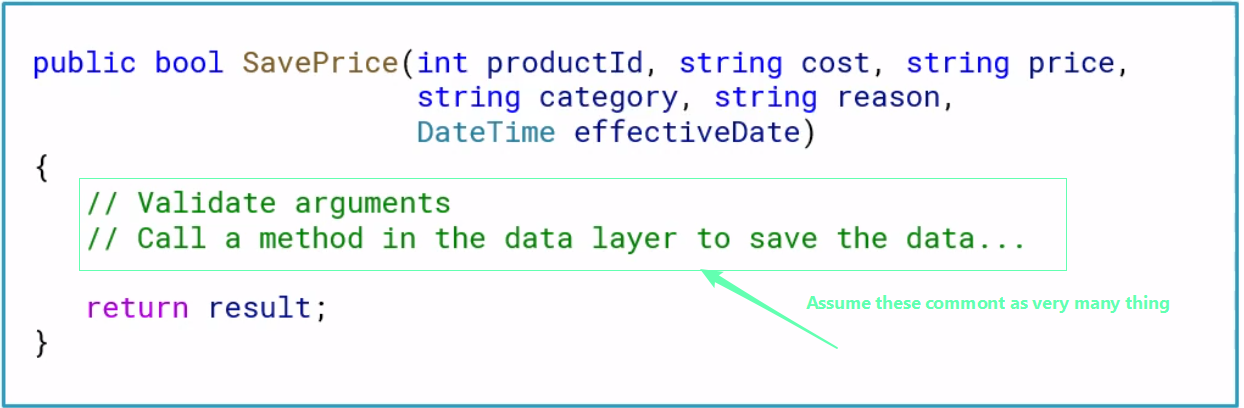 public bool SavePrice(int productId, string cost, string price,
string category, string reason,
DateTime effectiveDate)
{
// Validate arguments
// Call a method in the data layer to save the data...
return result;
Assume these commont as very many thing
}